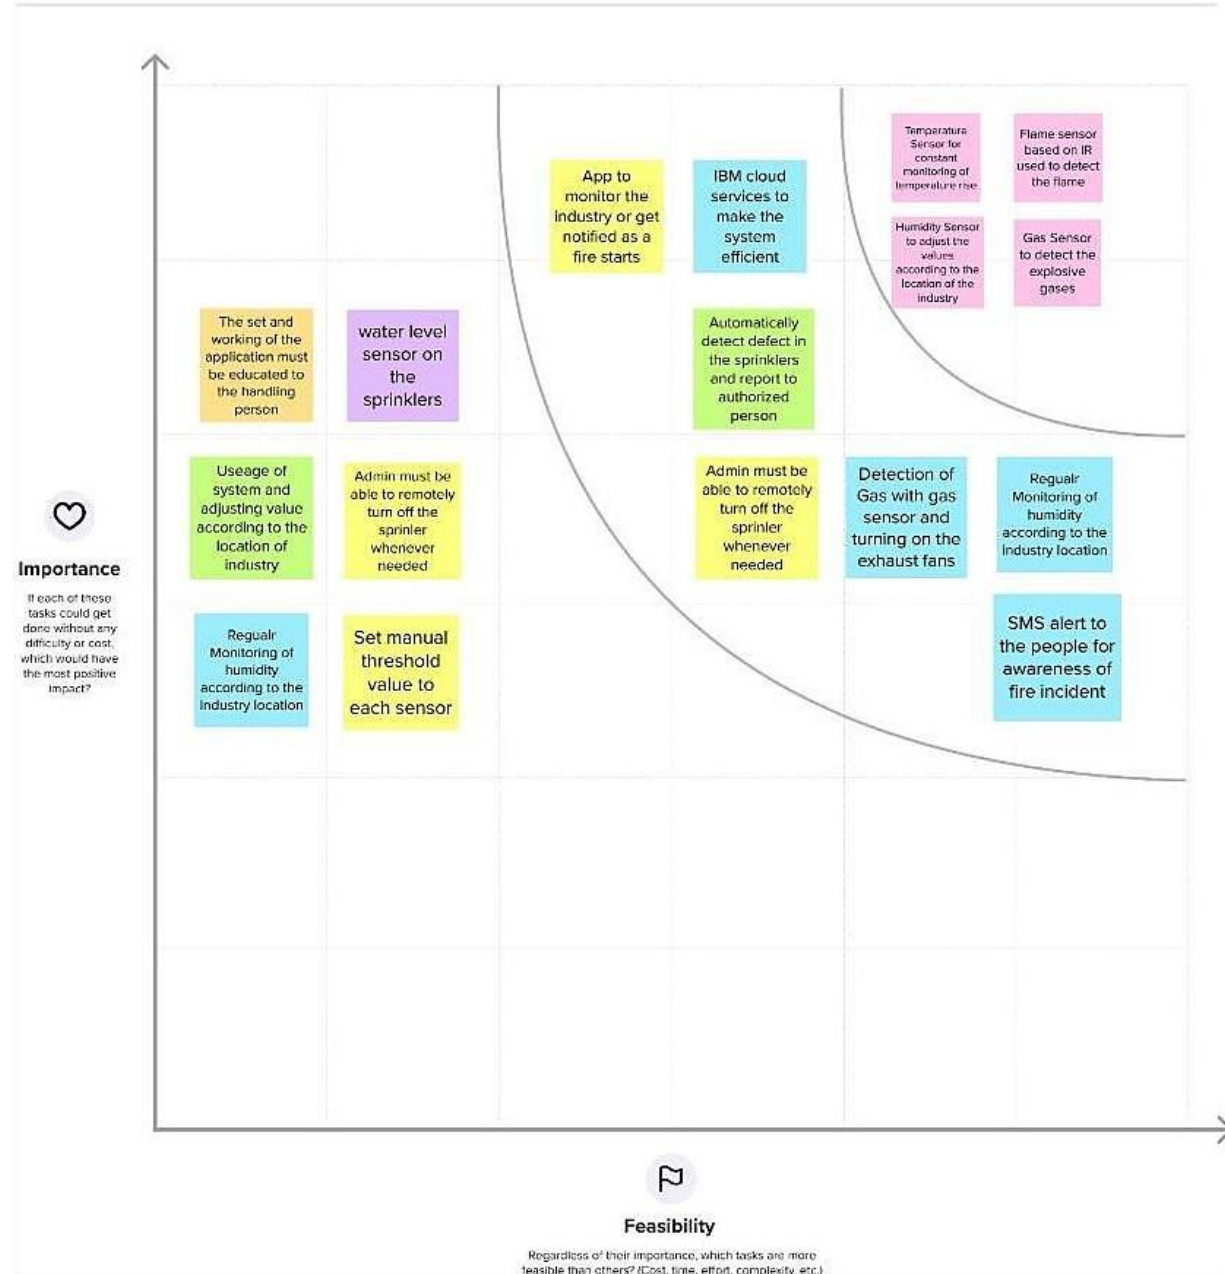 Temperature
Sensor for
constant
monitoring of
temperature rise
Flame sensor
based on IR
used to detect
the flame
App to
monitor the
industry or get
notified as a
fire starts
IBM cloud
services to
make the
system
efficient
Humidity Sensor
to adjust the
values
according to the
location of the
industry
Gas Sensor
to detect the
explosive
gases
The set and
working of the
application must
be educated to
the handling
person
water level
sensor on
the
sprinklers
Automatically
detect defect in
the sprinklers
and report to
authorized
person
Useage of
system and
adjusting value
according to the
location of
industry
Admin must be
able to remotely
turn off the
sprinler
whenever
needed
Admin must be
able to remotely
turn off the
sprinler
whenever
needed
Detection of
Gas with gas
sensor and
turning on the
exhaust fans
Regualr
Monitoring of
humidity
according to the
industry location
Importance
If each of these
tasks could get
done without any
difficulty or cost,
which would have
the most positive
impact?
Regualr
Monitoring of
humidity
according to the
industry location
Set manual
threshold
value to
each sensor
SMS alert to
the people for
awareness of
fire incident
Feasibility
Regardless of their importance, which tasks are more
feasible than others? (Cost, time, effort, complexity, etc.)